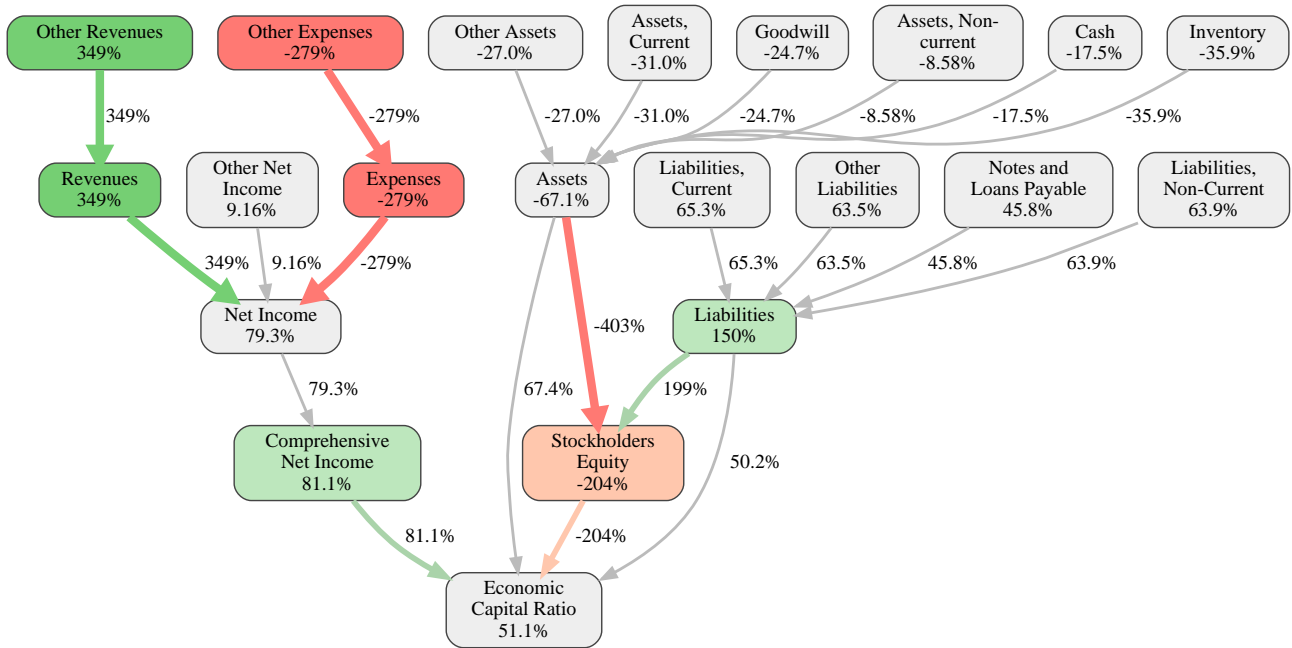 Other Revenues
349%
Other Expenses
-279%
Other Assets
-27.0%
Assets,
Current
-31.0%
Goodwill
-24.7%
Assets, Non-
current
-8.58%
Cash
-17.5%
Inventory
-35.9%
349%
-279%
-27.0%
-31.0%
-24.7%
-8.58%
-17.5%
-35.9%
Revenues
349%
Other Net
Income
9.16%
Expenses
-279%
Assets
-67.1%
Liabilities,
Current
65.3%
Other
Liabilities
63.5%
Notes and
Loans Payable
45.8%
Liabilities,
Non-Current
63.9%
349%
9.16%
-279%
65.3%
63.5%
45.8%
63.9%
Net Income
79.3%
-403%
Liabilities
150%
79.3%
67.4%
199%
Comprehensive
Net Income
81.1%
Stockholders
Equity
-204%
50.2%
81.1%
-204%
Economic
Capital Ratio
51.1%